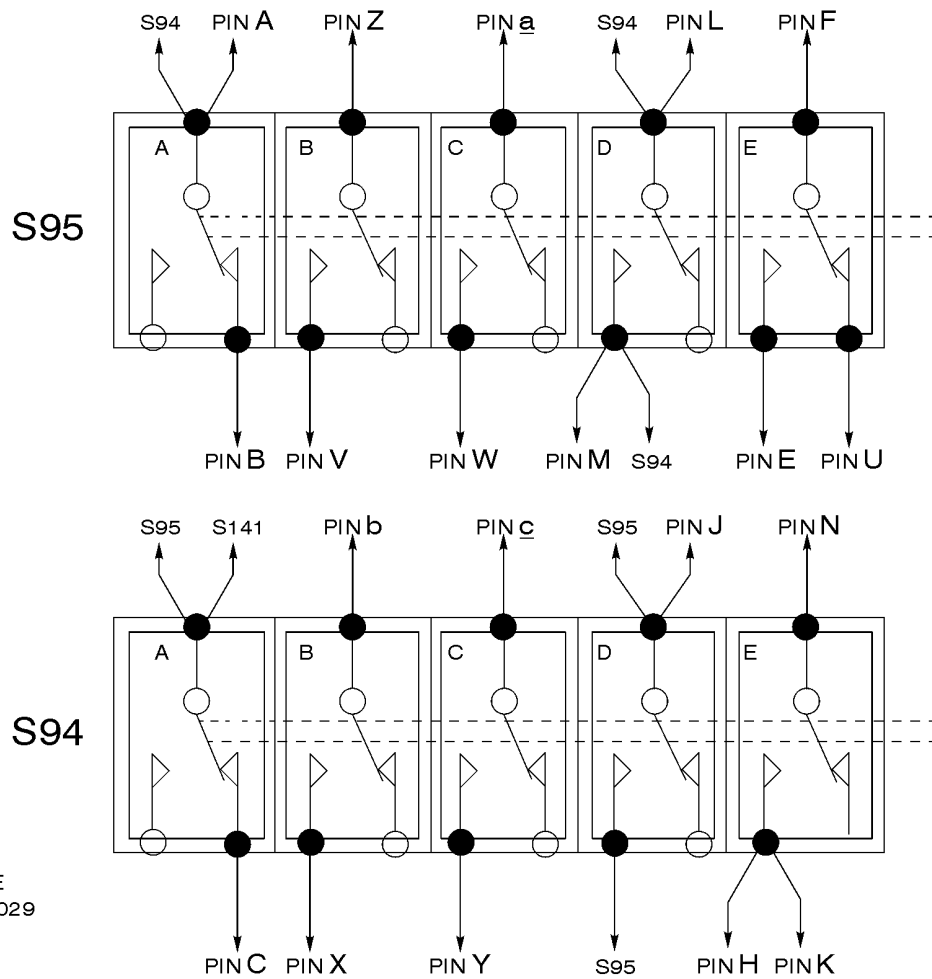 S94 PIN A PIN Z PIN a S94 PIN L PIN F
A B C D E
S95
PIN B PIN V PIN W PIN M S94 PIN E PIN U
S95 S141 PIN b PIN c S95 PIN J PIN N
A B C D E
S94
E
029
PIN C PIN X PIN Y S95 PIN H PIN K